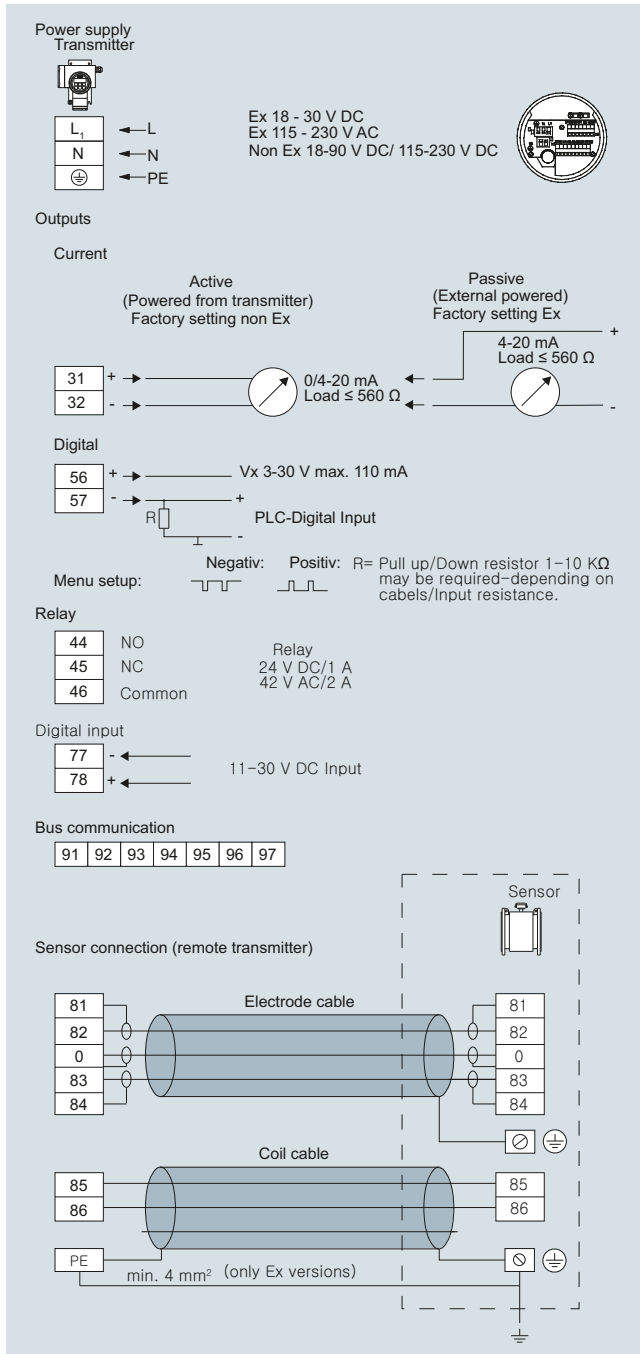 Power supply
Transmitter
L1 L
N N
PE
Ex 18 - 30 V DC
Ex 115 - 230 V AC
Non Ex 18-90 V DC/ 115-230 V DC
Outputs
Current
Active
(Powered from transmitter)
Factory setting non Ex
Passive
(External powered)
Factory setting Ex
+
4-20 mA
Load ≤ 560 Ω
31 +
32 -
0/4-20 mA
Load ≤ 560 Ω
-
Digital
56 + Vx 3-30 V max. 110 mA
57 - +
R PLC-Digital Input
-
Menu setup:
Negativ: Positiv:
R= Pull up/Down resistor 1-10 KΩ
may be required-depending on
cabels/Input resistance.
Relay
44 NO
45 NC
46 Common
Relay
24 V DC/1 A
42 V AC/2 A
Digital input
77 -
78 +
11-30 V DC Input
Bus communication
91 92 93 94 95 96 97
Sensor
Sensor connection (remote transmitter)
Electrode cable
81 81
82 82
0 0
83 83
84 84
Coil cable
85 85
86 86
PE
min. 4 mm² (only Ex versions)